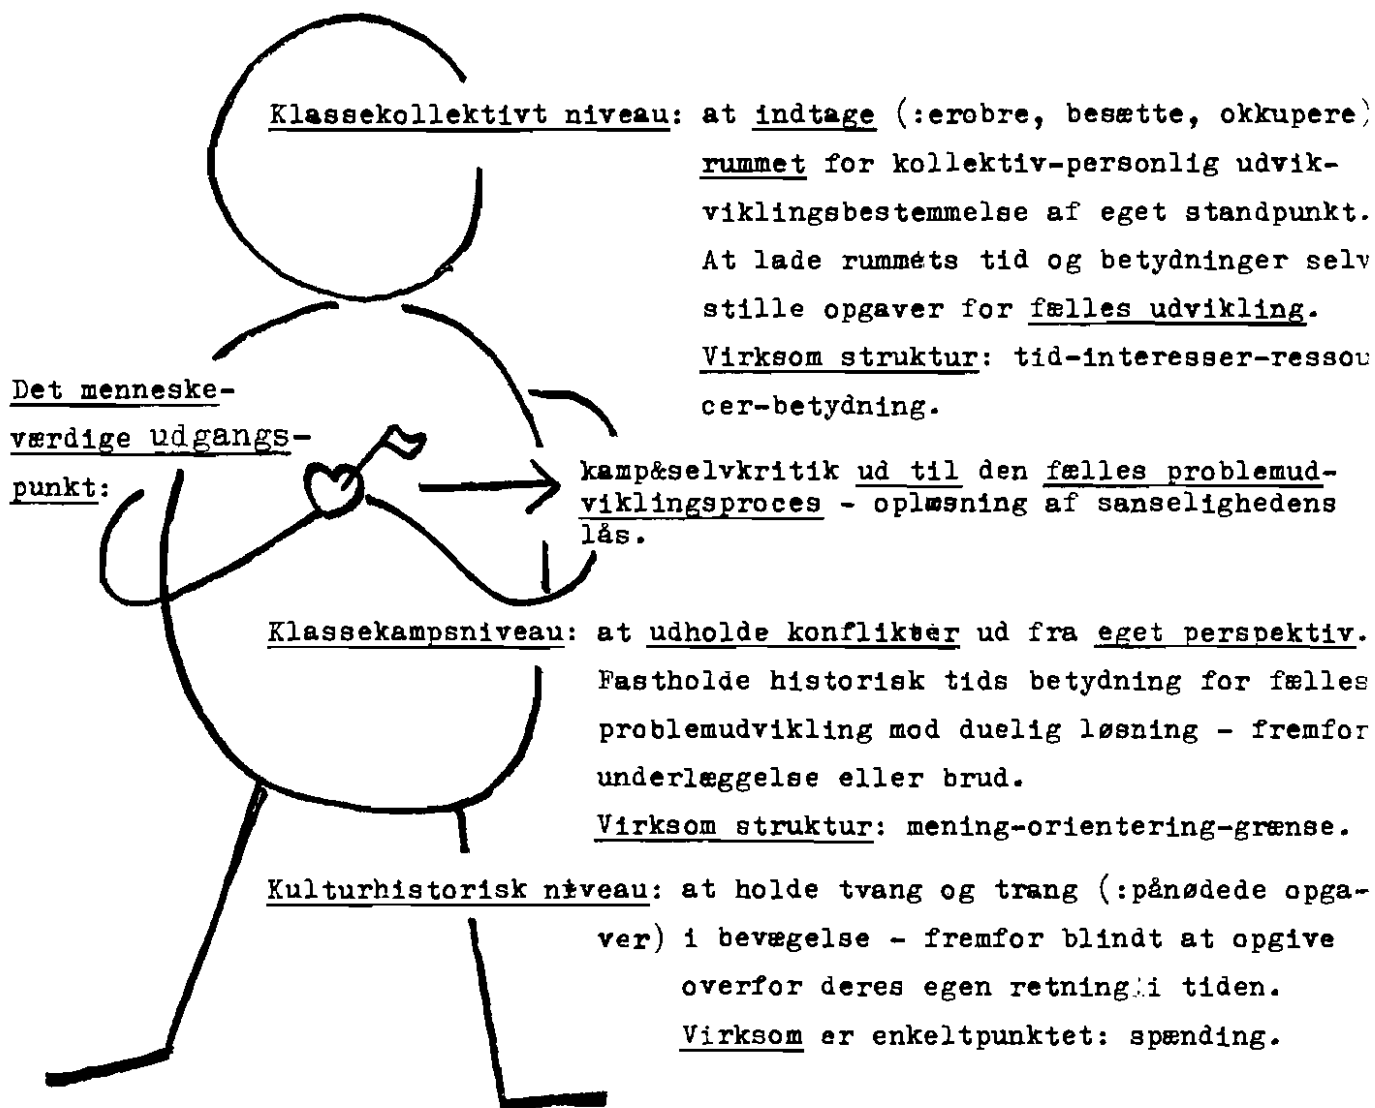 Klassekollektivt niveau: at indtage (:erobre, besætte, okkupere)
rummet for kollektiv-personlig udvik-
viklingsbestemmelse af eget standpunkt.
At lade rummets tid og betydninger selv
stille opgaver for fælles udvikling.
Virksom struktur: tid-interesser-ressou
cer-betydning.
Det menneske-
værdige udgangs-
punkt:
kamp&selvkritik ud til den fælles problemud-
viklingsproces - opløsning af sanselighedens
lås.
Klassekampsniveau: at udholde konflikter ud fra eget perspektiv.
Fastholde historisk tids betydning for fælles
problemudvikling mod duelig løsning - fremfor
underlæggelse eller brud.
Virksom struktur: mening-orientering-grænse.
Kulturhistorisk niveau: at holde tvang og trang (:pånødede opga-
ver) i bevægelse - fremfor blindt at opgive
overfor deres egen retning i tiden.
Virksom er enkeltpunktet: spænding.